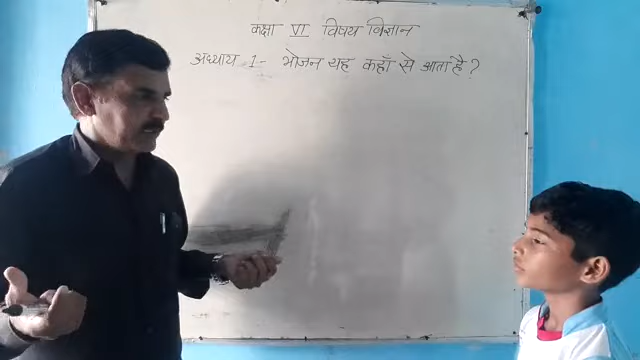 कक्षा VI विषय विज्ञान
अध्याय 1- भोजन यह कहाँ से आता है?